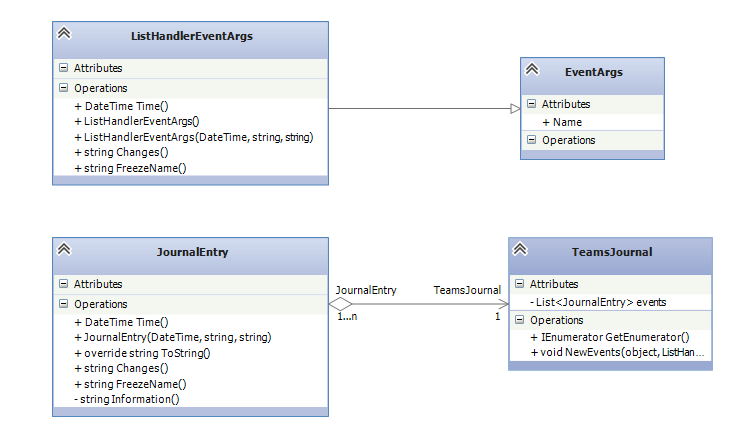 ListHandlerEventArgs
Attributes
Operations
+ DateTime Time()
+ ListHandlerEventArgs()
+ ListHandlerEventArgs(DateTime, string, string)
+ string Changes()
+ string FreezeName()
EventArgs
Attributes
+ Name
Operations
JournalEntry
Attributes
Operations
+ DateTime Time()
+ JournalEntry(DateTime, string, string)
+ override string ToString()
+ string Changes()
+ string FreezeName()
- string Information()
JournalEntry
1...n
TeamsJournal
1
TeamsJournal
Attributes
- List<JournalEntry> events
Operations
+ IEnumerator GetEnumerator()
+ void NewEvents(object, ListHan...